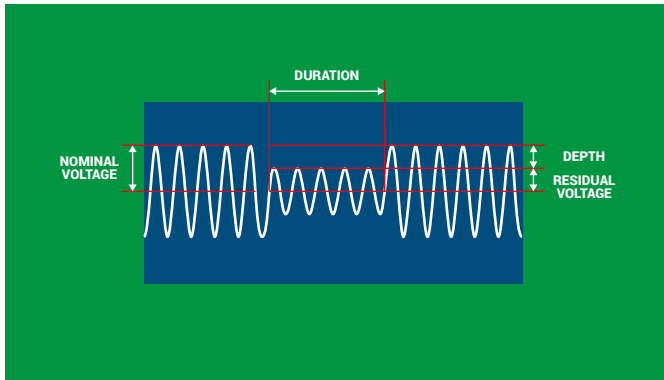 DURATION
NOMINAL
VOLTAGE
DEPTH
RESIDUAL
VOLTAGE